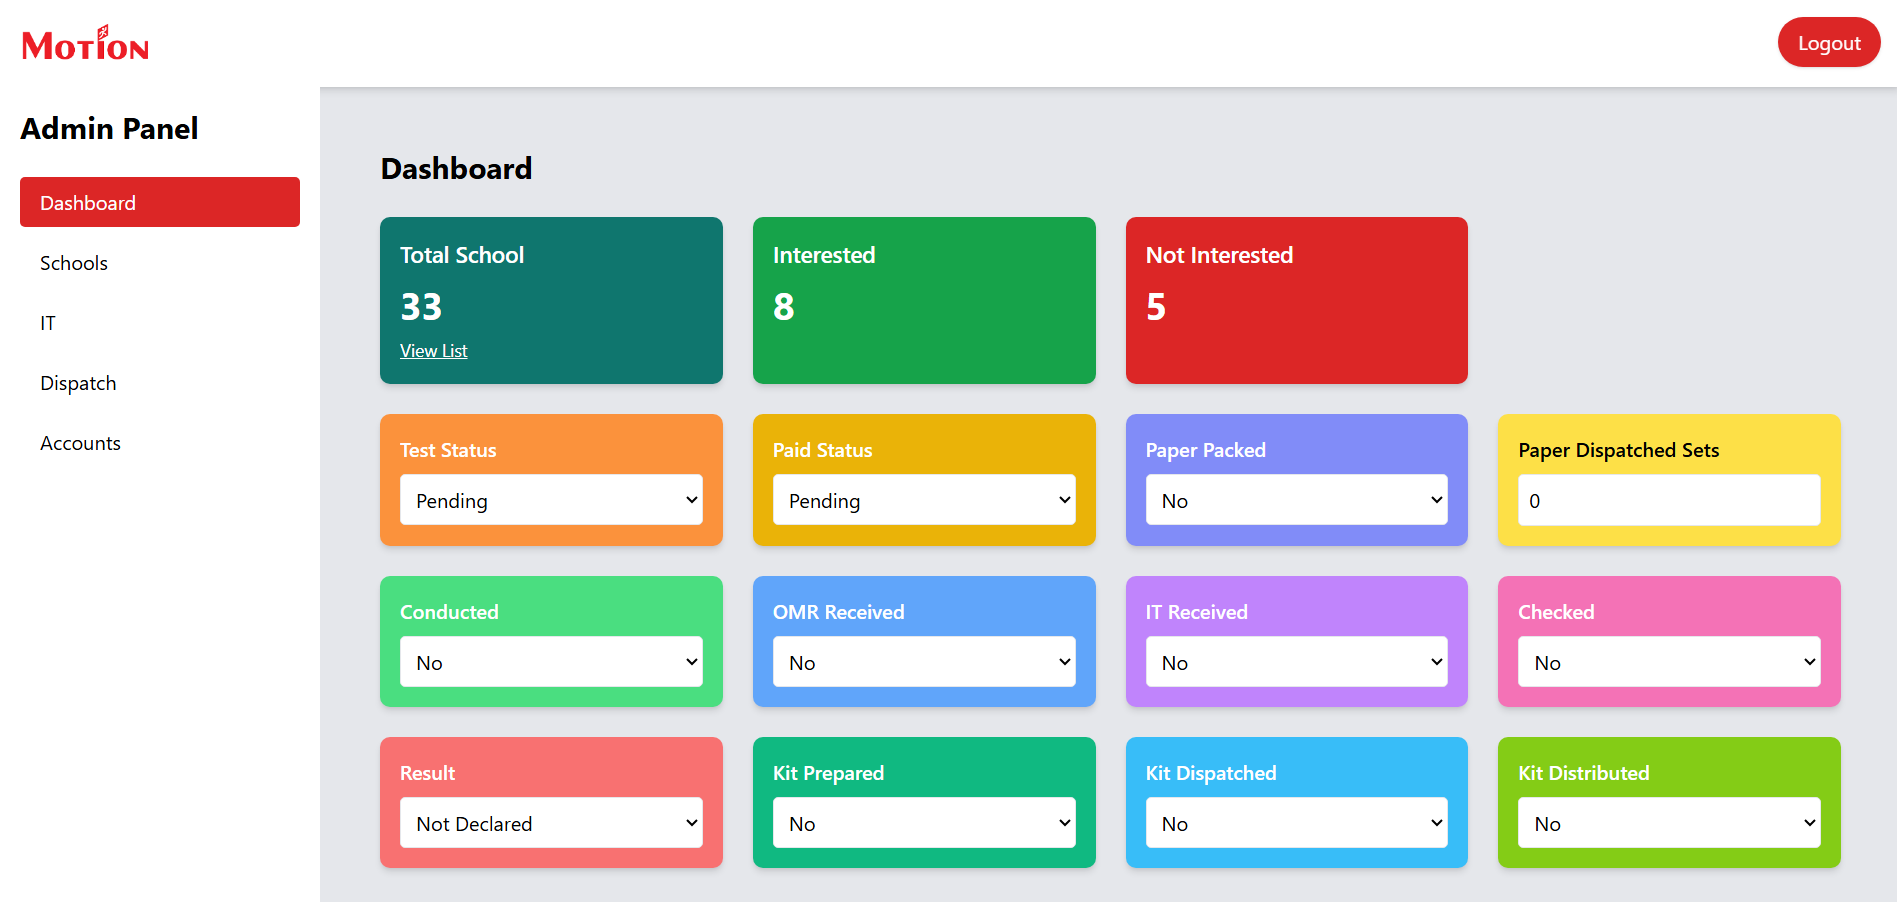 MOTION
Logout
Admin Panel
Dashboard
Schools
IT
Dispatch
Accounts
Dashboard
Total School
33
View List
Interested
8
Not Interested
5
Test Status
Pending
Paid Status
Pending
Paper Packed
No
Paper Dispatched Sets
0
Conducted
No
OMR Received
No
IT Received
No
Checked
No
Result
Not Declared
Kit Prepared
No
Kit Dispatched
No
Kit Distributed
No